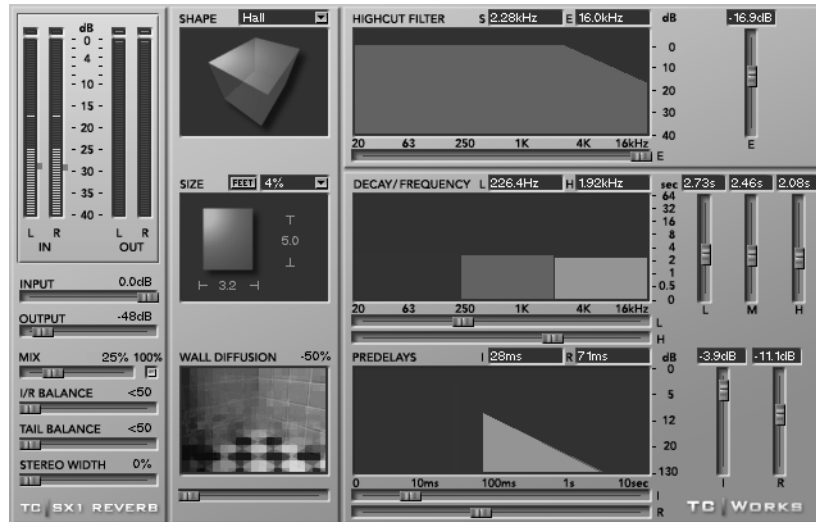 dB
0
4
- 10 -
- 15 -
- 20 -
- 25 -
- 30 -
- 35 -
- 40 -
L R L R
IN OUT
INPUT 0.0dB
OUTPUT -48dB
MIX 25% 100%
I/R BALANCE <50
TAIL BALANCE <50
STEREO WIDTH 0%
TC SX1 REVERB
SHAPE Hall
SIZE FEET 4%
5.0
3.2
WALL DIFFUSION -50%
HIGHCUT FILTER S 2.28kHz E 16.0kHz dB -16.9dB
0
10
20
30
40
20 63 250 1K 4K 16kHz
E
E
DECAY/FREQUENCY L 226.4Hz H 1.92kHz sec 2.73s 2.46s 2.08s
64
32
16
8
4
2
1
0.5
0
20 63 250 1K 4K 16kHz
L M H
L
H
PREDELAYS I 28ms R 71ms dB -3.9dB -11.1dB
0
5
12
20
-130
0 10ms 100ms 1s 10sec
I R
I
R
TC WORKS